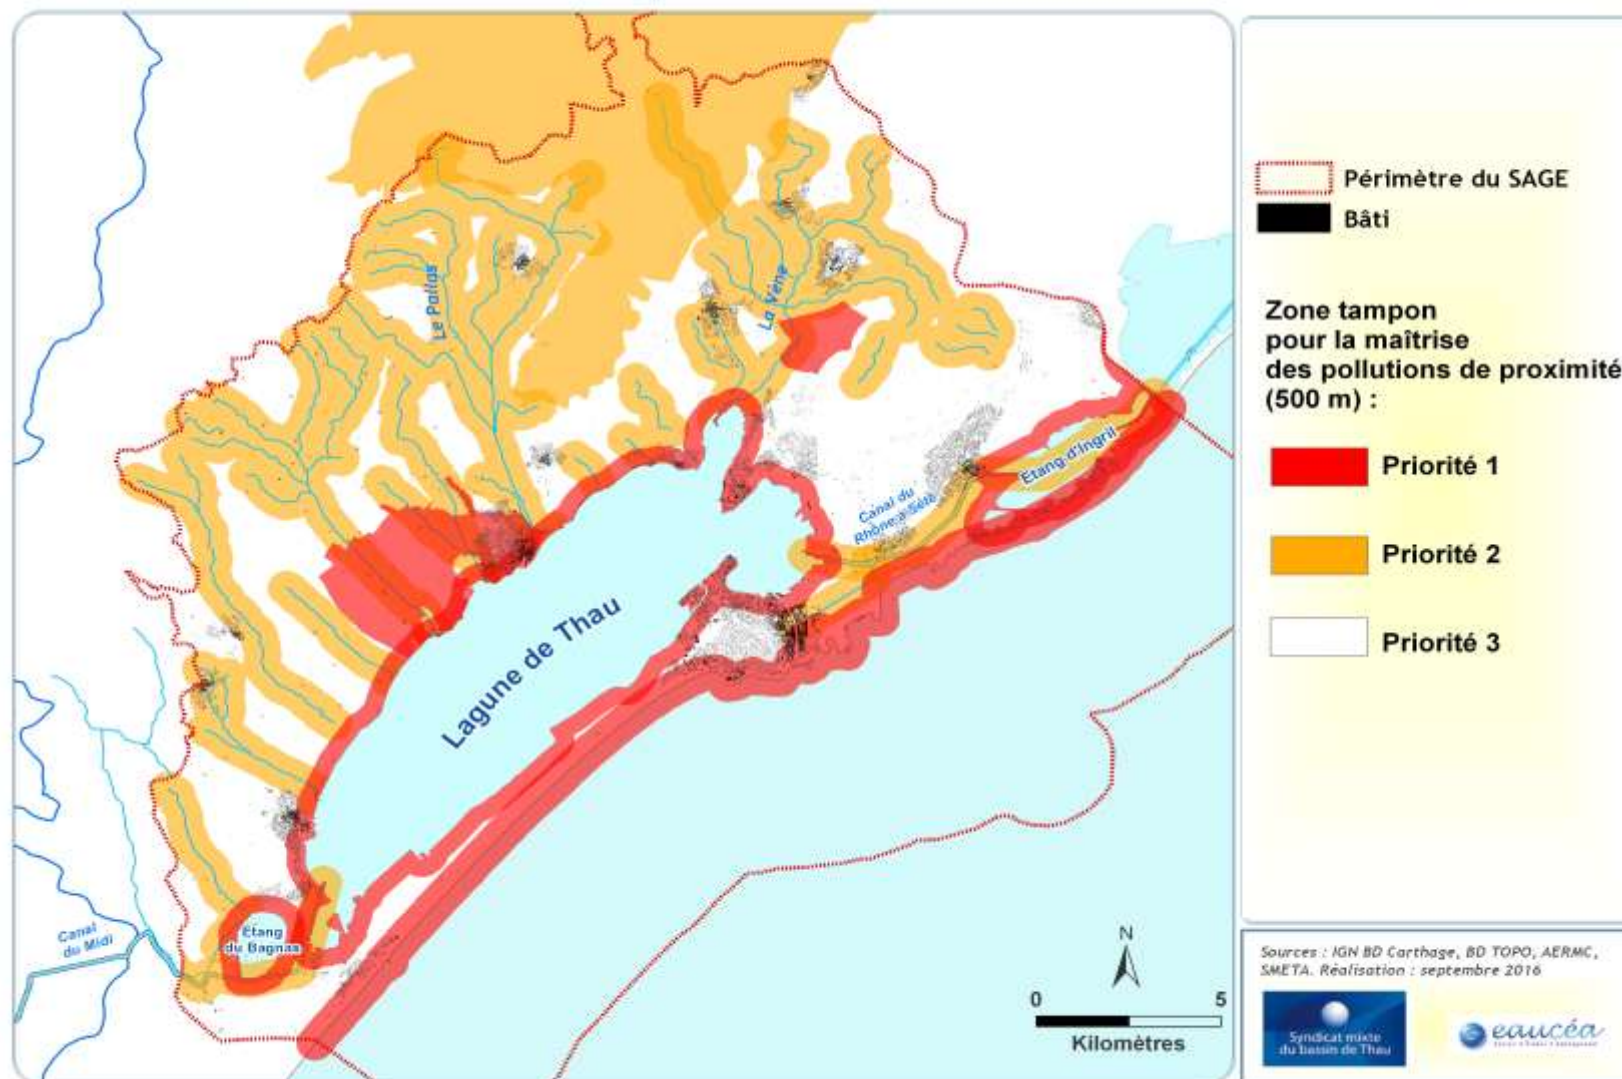 Le Pallas
La Vène
Etang d'Ingril
Canal du
Rhône à Sète
Lagune de Thau
Etang
du Bagnas
Canal
du Midi
N
0 5
Kilomètres
Périmètre du SAGE
Bâti
Zone tampon
pour la maîtrise
des pollutions de proximité
(500 m) :
Priorité 1
Priorité 2
Priorité 3
Sources : IGN BD Carthage, BD TOPO, AERMC,
SMETA. Réalisation : septembre 2016
Syndicat mixte
du bassin de Thau
eaucéa